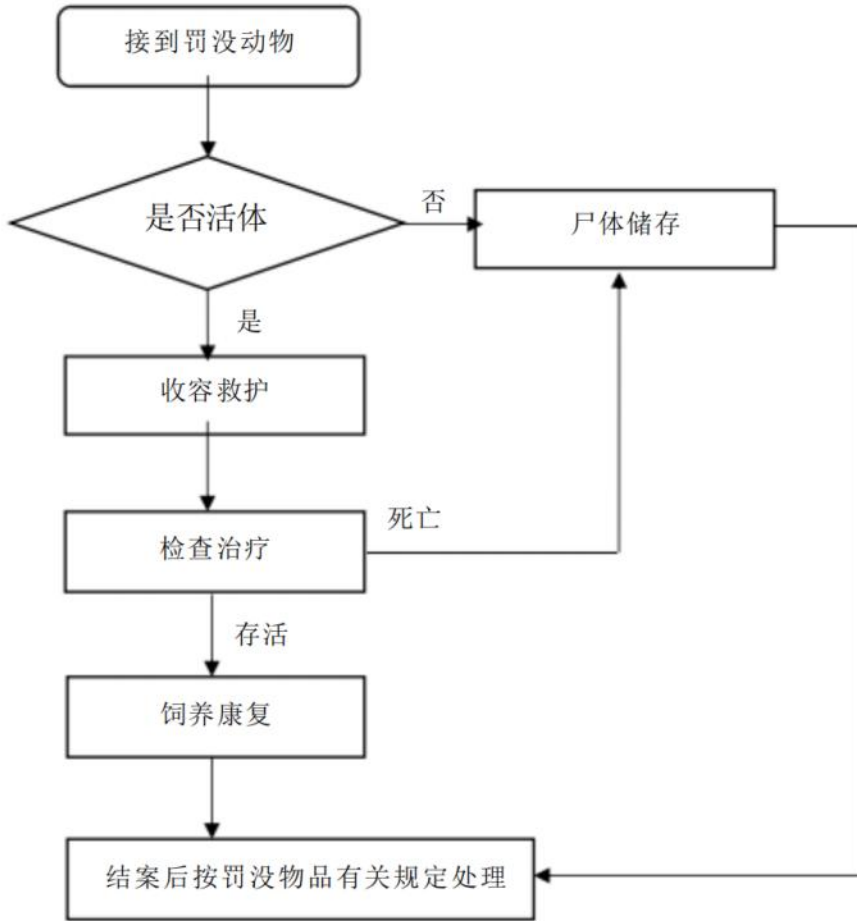 接到罚没动物
是否活体
否
尸体储存
是
收容救护
检查治疗
死亡
存活
饲养康复
结案后按罚没物品有关规定处理